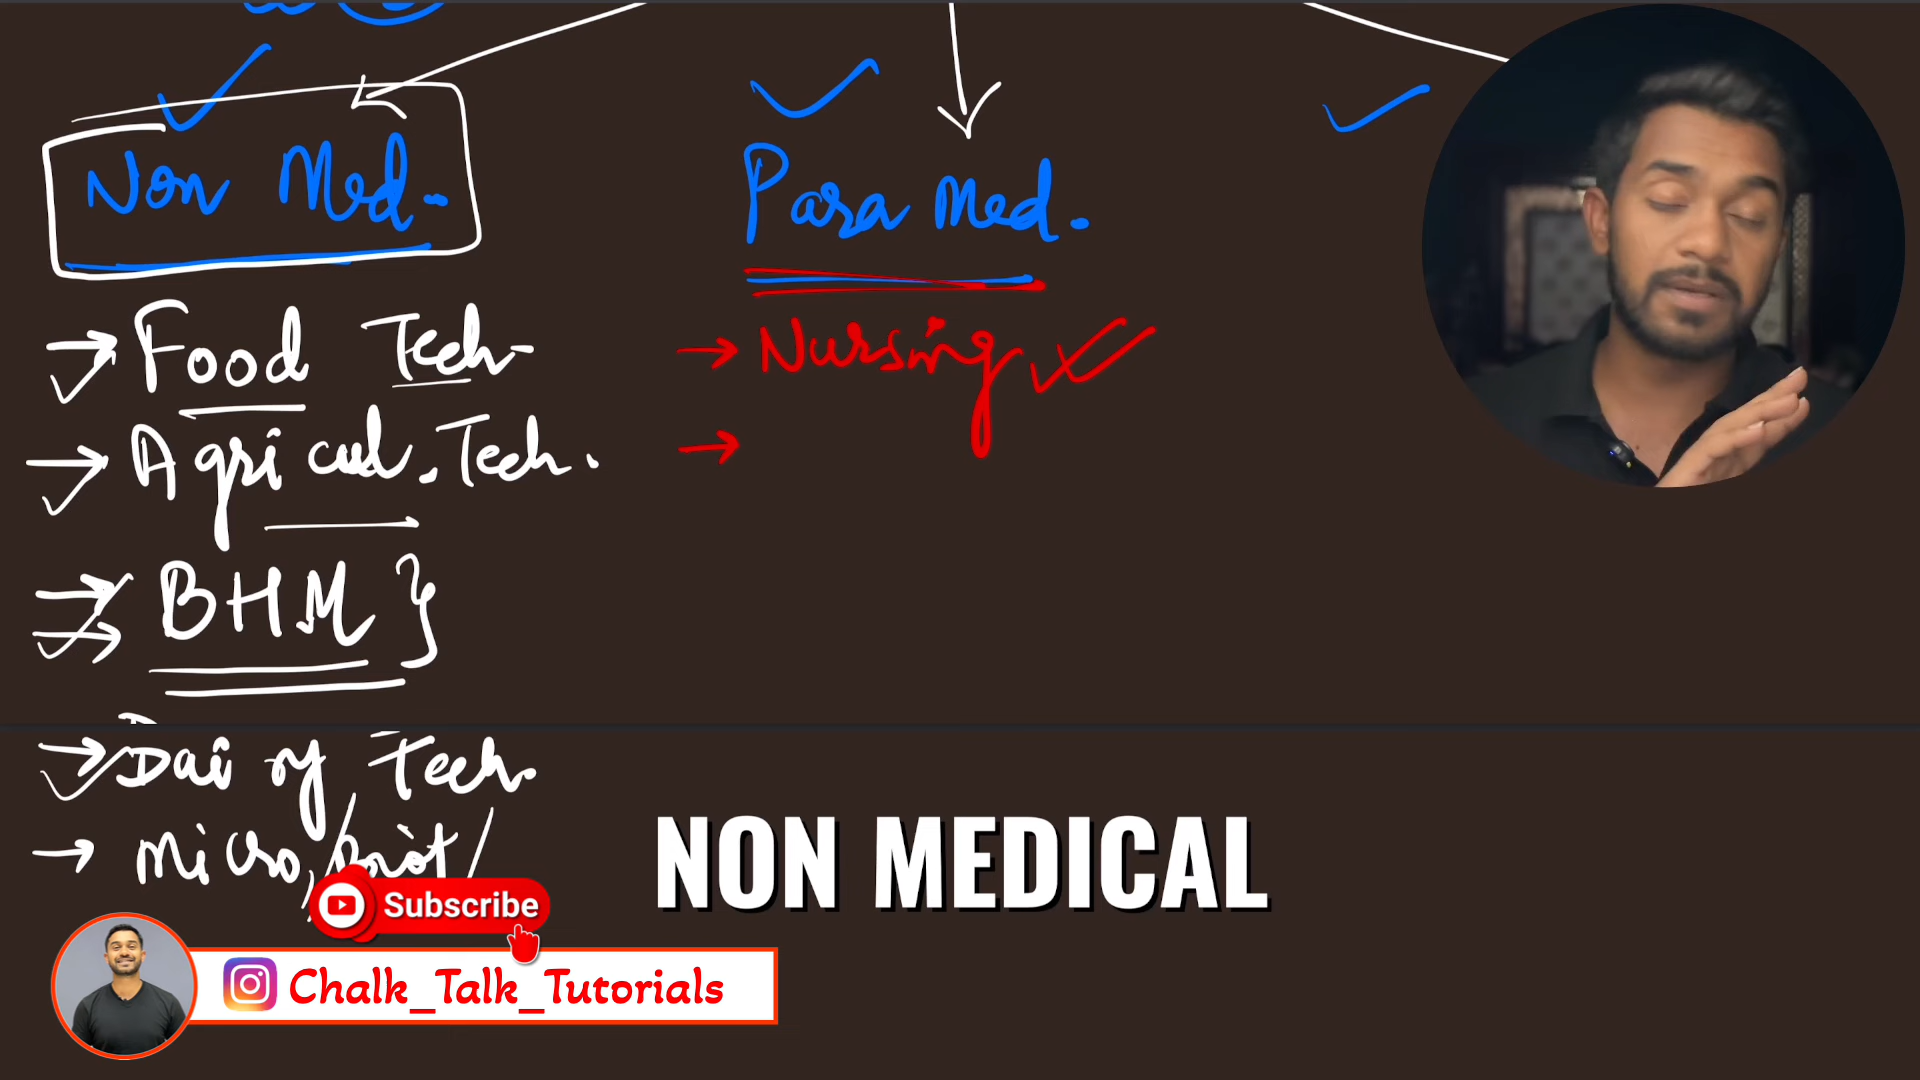 Non Med.
Para Med.
→ Food Tech.
→ Nursing
→ Agricul. Tech.
→
→ BHM }
→ Dairy Tech.
→ Micro,
NON MEDICAL
Subscribe
Chalk_Talk_Tutorials